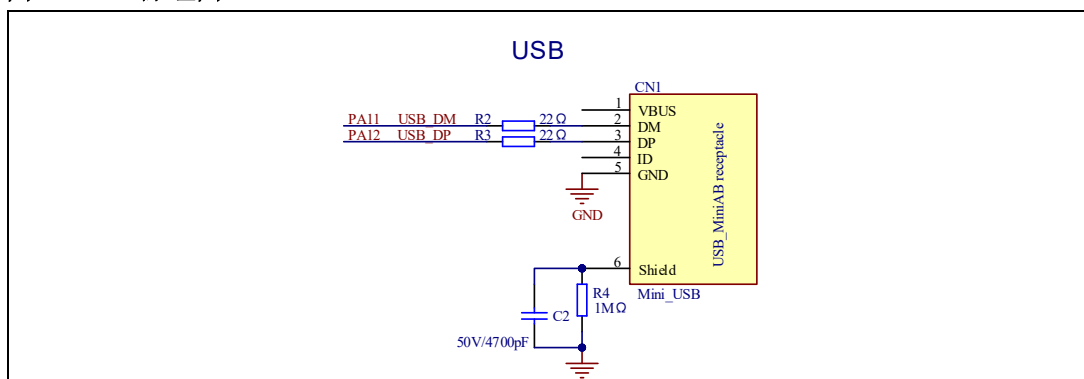 USB
CN1
1 VBUS
PA11 USB_DM R2 22Ω 2 DM
PA12 USB_DP R3 22Ω 3 DP
4 ID
5 GND
GND
USB_MiniAB receptacle
6 Shield
R4
1MΩ
Mini_USB
C2
50V/4700pF